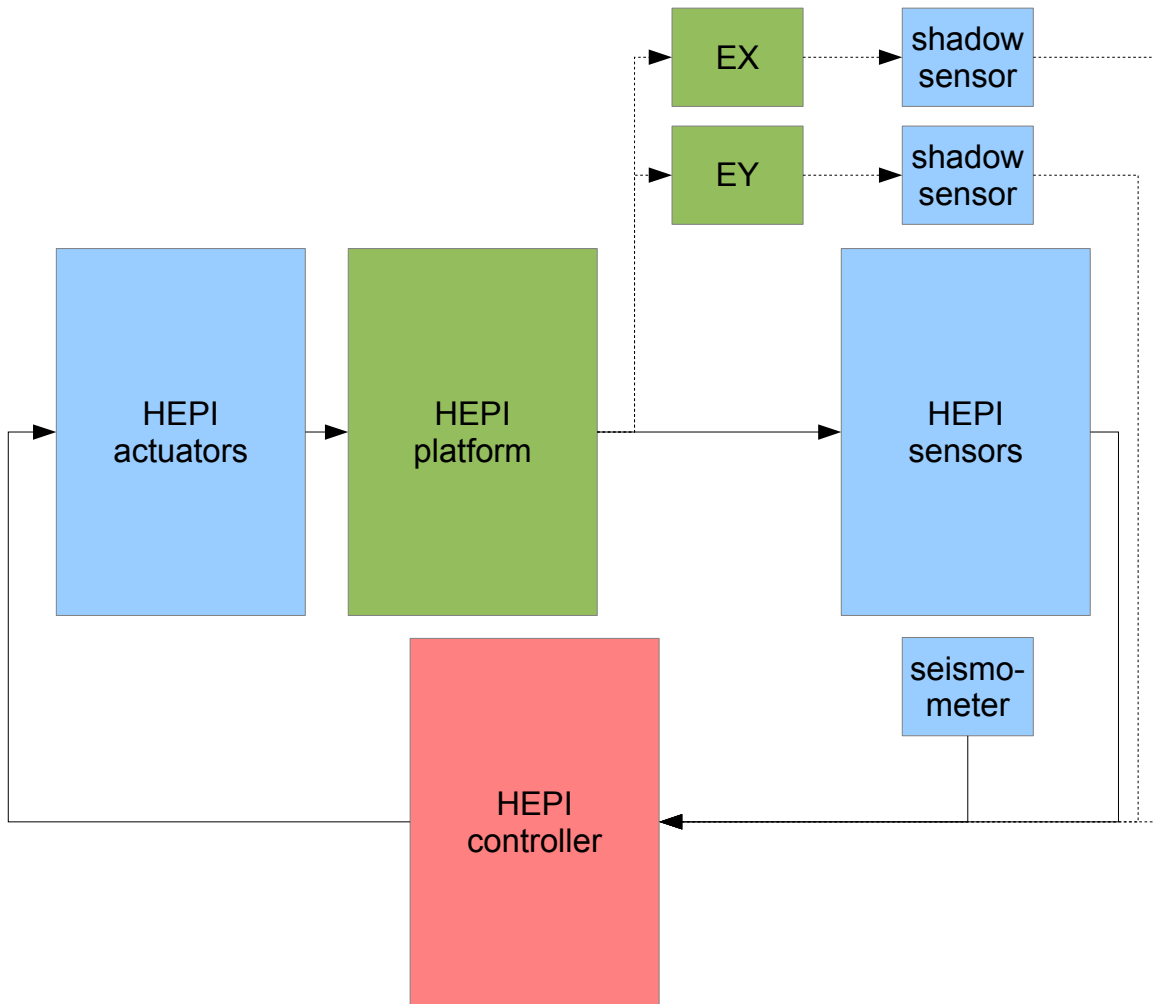 EX
shadow
sensor
EY
shadow
sensor
HEPI
actuators
HEPI
platform
HEPI
sensors
seismo-
meter
HEPI
controller